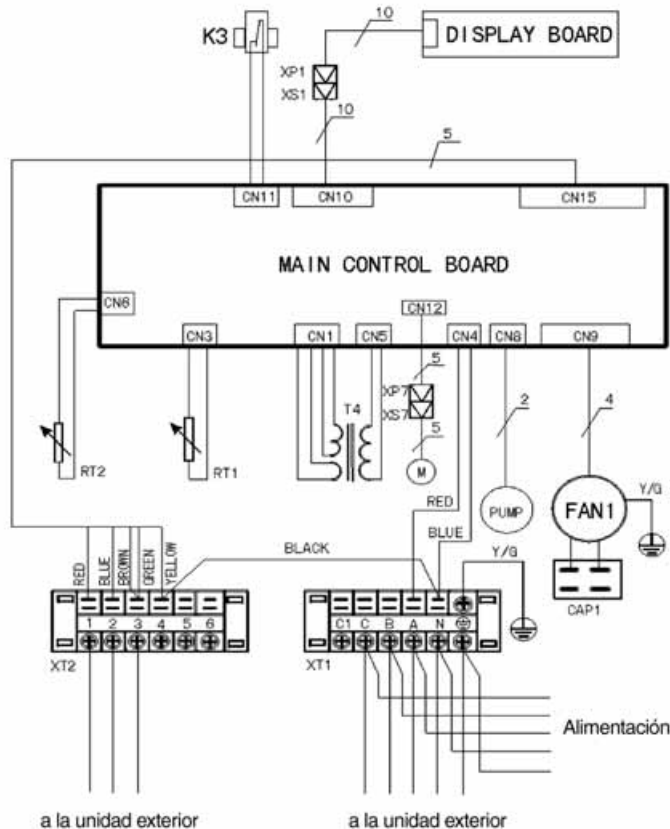 K3
10
DISPLAY BOARD
XP1
XS1
10
5
CN11
CN10
CN15
MAIN CONTROL BOARD
CN6
CN12
CN3
CN1
CN5
CN4
CN8
CN9
5
XP7
XS7
5
2
4
T4
RT2
RT1
M
RED
BLUE
PUMP
FAN1
Y/G
Y/G
CAP1
RED
BLUE
BROWN
GREEN
YELLOW
BLACK
1 2 3 4 5 6
XT2
C1 C B A N
XT1
Alimentación
a la unidad exterior
a la unidad exterior